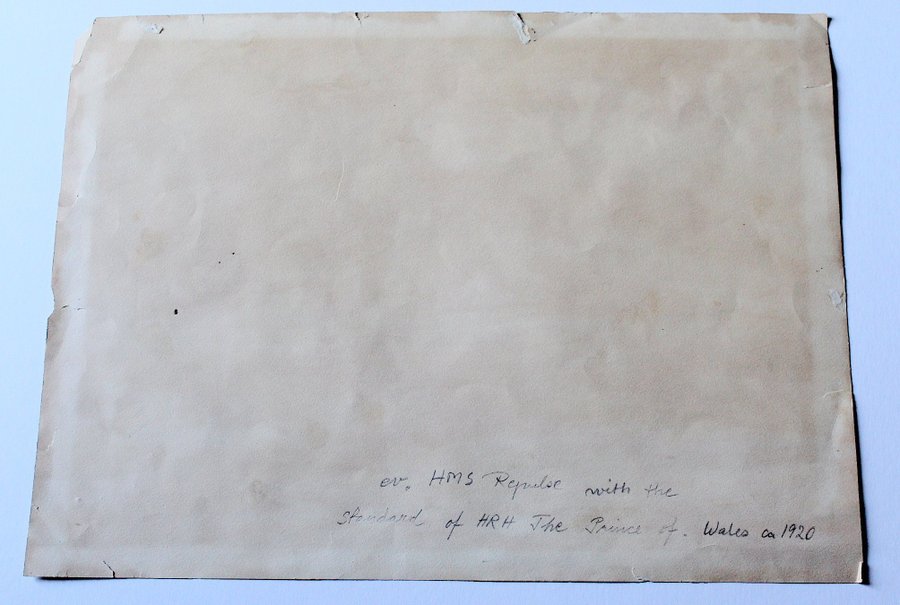 ev. HMS Repulse with the
Standard of HRH The Prince of. Wales ca 1920